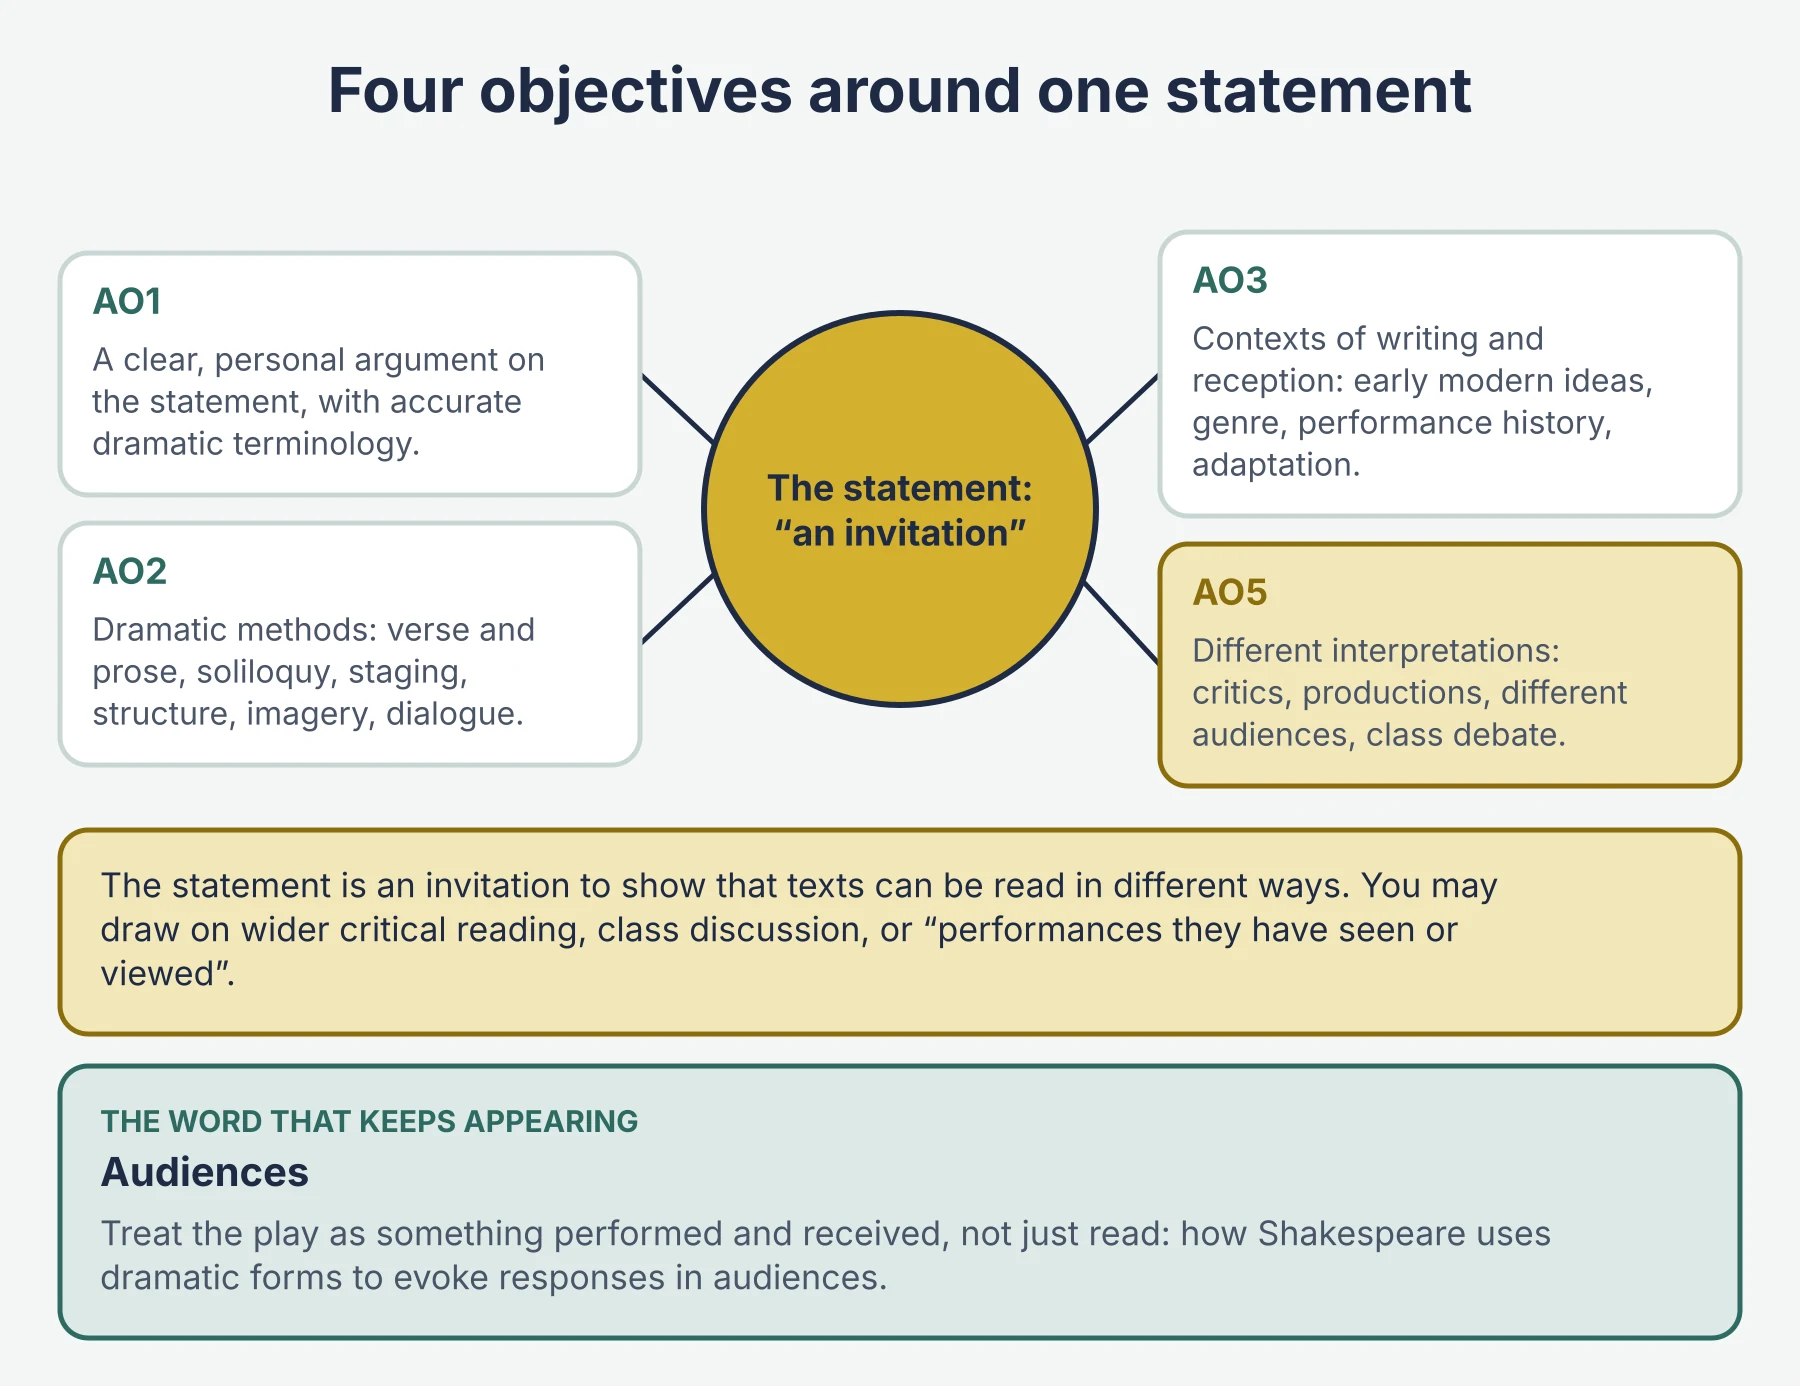 Four objectives around one statement
AO1
A clear, personal argument on
the statement, with accurate
dramatic terminology.
AO2
Dramatic methods: verse and
prose, soliloquy, staging,
structure, imagery, dialogue.
The statement:
“an invitation”
AO3
Contexts of writing and
reception: early modern ideas,
genre, performance history,
adaptation.
AO5
Different interpretations:
critics, productions, different
audiences, class debate.
The statement is an invitation to show that texts can be read in different ways. You may
draw on wider critical reading, class discussion, or “performances they have seen or
viewed”.
THE WORD THAT KEEPS APPEARING
Audiences
Treat the play as something performed and received, not just read: how Shakespeare uses
dramatic forms to evoke responses in audiences.